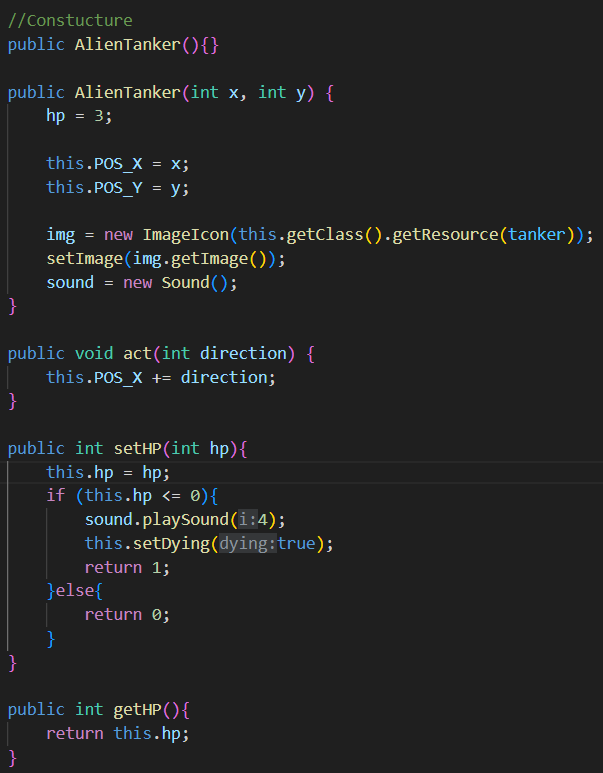 //Constucture
public AlienTanker(){}
public AlienTanker(int x, int y) {
hp = 3;
this.POS_X = x;
this.POS_Y = y;
img = new ImageIcon(this.getClass().getResource(tanker));
setImage(img.getImage());
sound = new Sound();
}
public void act(int direction) {
this.POS_X += direction;
}
public int setHP(int hp){
this.hp = hp;
if (this.hp <= 0){
sound.playSound(i:4);
this.setDying(dying:true);
return 1;
}else{
return 0;
}
}
public int getHP(){
return this.hp;
}